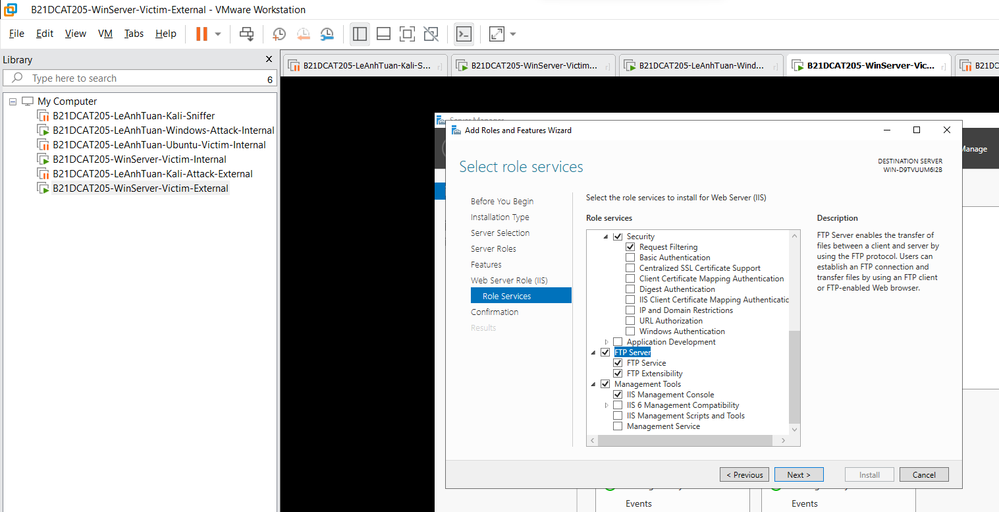 B21DCAT205-WinServer-Victim-External - VMware Workstation
File Edit View VM Tabs Help
Library
Type here to search
6
B21DCAT205-LeAnhTuan-Kali-S...
B21DCAT205-WinServer-Victim...
B21DCAT205-LeAnhTuan-Wind...
B21DCAT205-WinServer-Vic...
B21DC
My Computer
B21DCAT205-LeAnhTuan-Kali-Sniffer
B21DCAT205-LeAnhTuan-Windows-Attack-Internal
B21DCAT205-LeAnhTuan-Ubuntu-Victim-Internal
B21DCAT205-WinServer-Victim-Internal
B21DCAT205-LeAnhTuan-Kali-Attack-External
B21DCAT205-WinServer-Victim-External
Server Manager
Add Roles and Features Wizard
Manage
Select role services
DESTINATION SERVER
WIN-D9TVUUM6I2B
Before You Begin
Installation Type
Server Selection
Server Roles
Features
Web Server Role (IIS)
Role Services
Confirmation
Results
Select the role services to install for Web Server (IIS)
Role services
Security
Request Filtering
Basic Authentication
Centralized SSL Certificate Support
Client Certificate Mapping Authentication
Digest Authentication
IIS Client Certificate Mapping Authenticatic
IP and Domain Restrictions
URL Authorization
Windows Authentication
Application Development
FTP Server
FTP Service
FTP Extensibility
Management Tools
IIS Management Console
IIS 6 Management Compatibility
IIS Management Scripts and Tools
Management Service
Description
FTP Server enables the transfer of
files between a client and server by
using the FTP protocol. Users can
establish an FTP connection and
transfer files by using an FTP client
or FTP-enabled Web browser.
< Previous
Next >
Install
Cancel
Events
Events